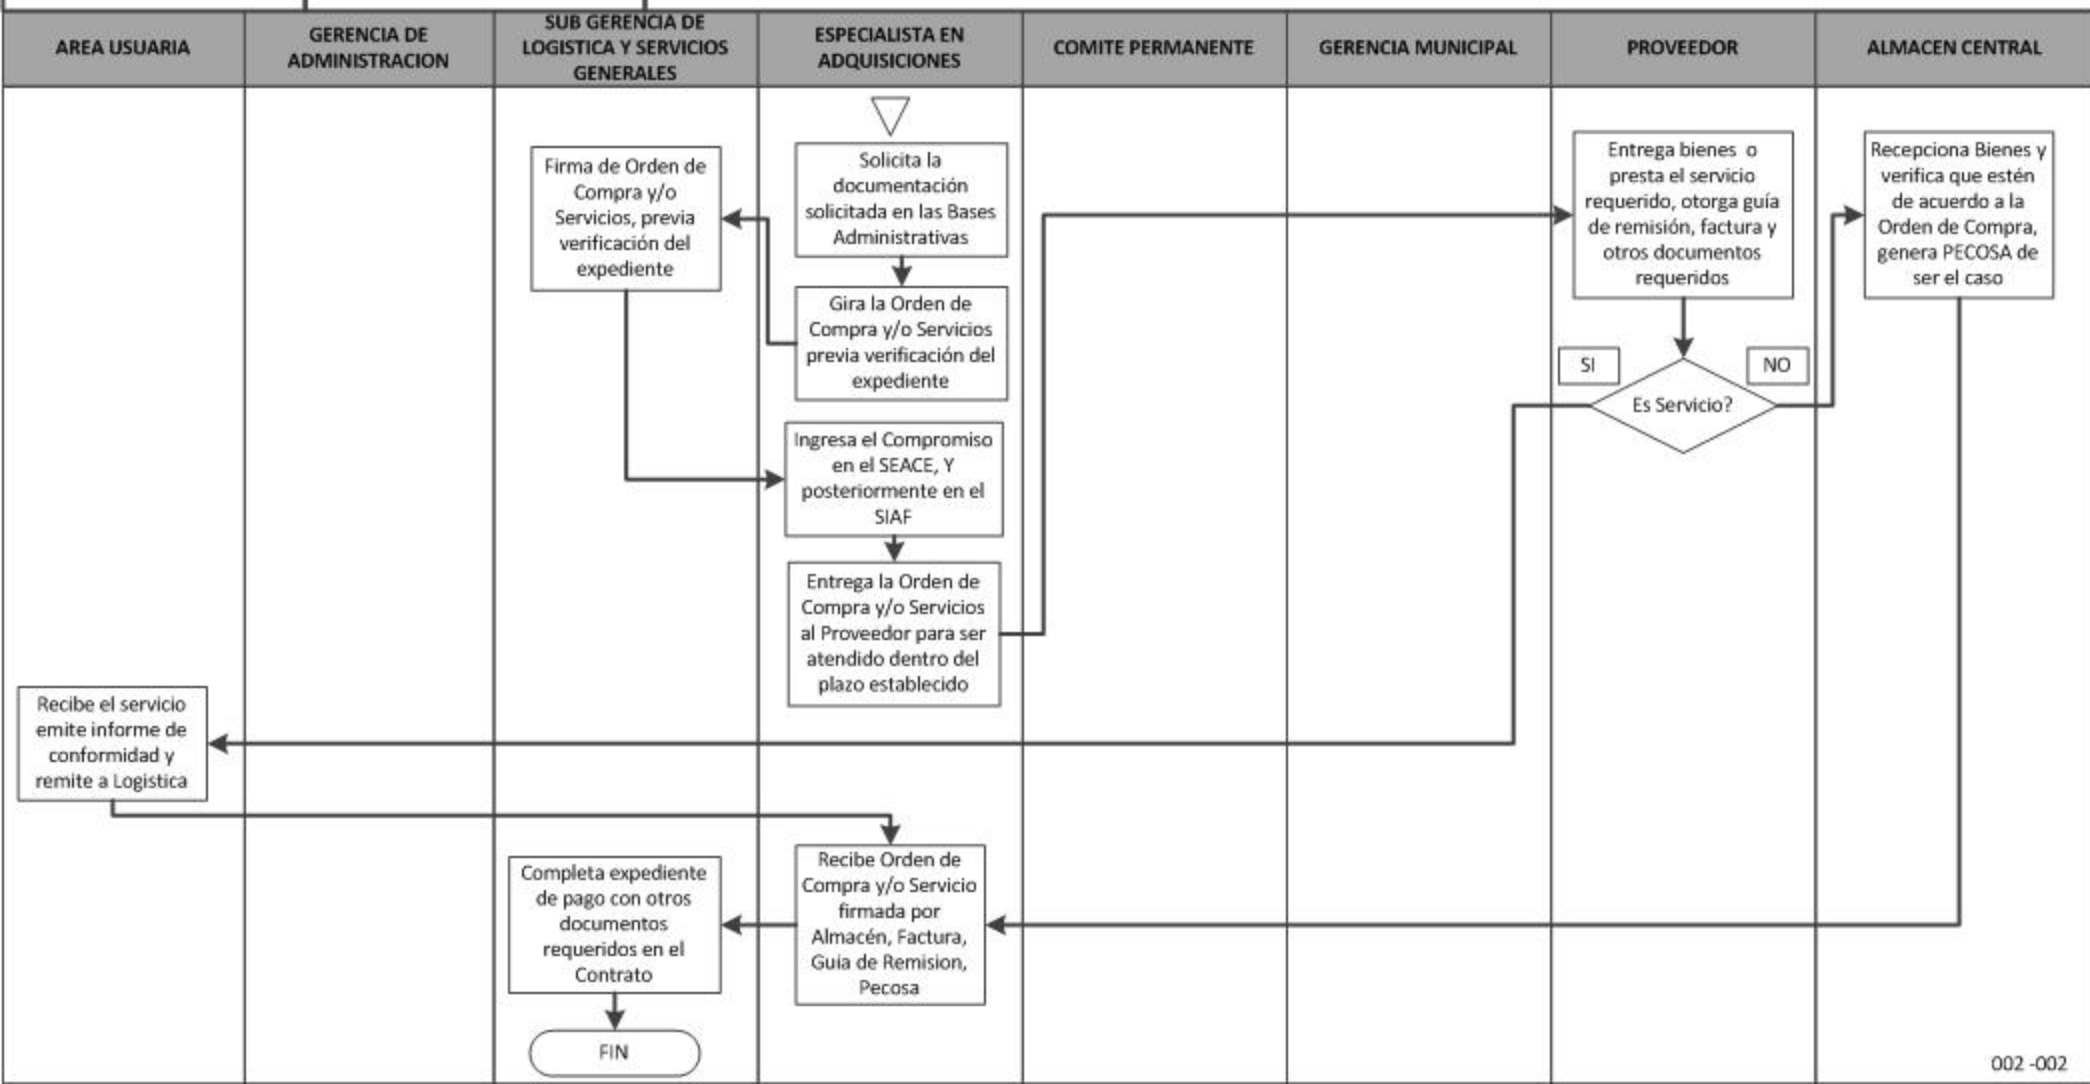 AREA USUARIA
GERENCIA DE
ADMINISTRACION
SUB GERENCIA DE
LOGISTICA Y SERVICIOS
GENERALES
ESPECIALISTA EN
ADQUISICIONES
COMITE PERMANENTE
GERENCIA MUNICIPAL
PROVEEDOR
ALMACEN CENTRAL
Solicita la
documentación
solicitada en las Bases
Administrativas
Gira la Orden de
Compra y/o Servicios
previa verificación del
expediente
Firma de Orden de
Compra y/o
Servicios, previa
verificación del
expediente
Ingresa el Compromiso
en el SEACE, Y
posteriormente en el
SIAF
Entrega la Orden de
Compra y/o Servicios
al Proveedor para ser
atendido dentro del
plazo establecido
Entrega bienes o
presta el servicio
requerido, otorga guía
de remisión, factura y
otros documentos
requeridos
SI
NO
Es Servicio?
Recepciona Bienes y
verifica que estén
de acuerdo a la
Orden de Compra,
genera PECOSA de
ser el caso
Recibe el servicio
emite informe de
conformidad y
remite a Logistica
Recibe Orden de
Compra y/o Servicio
firmada por
Almacén, Factura,
Guia de Remision,
Pecosa
Completa expediente
de pago con otros
documentos
requeridos en el
Contrato
FIN
002 -002